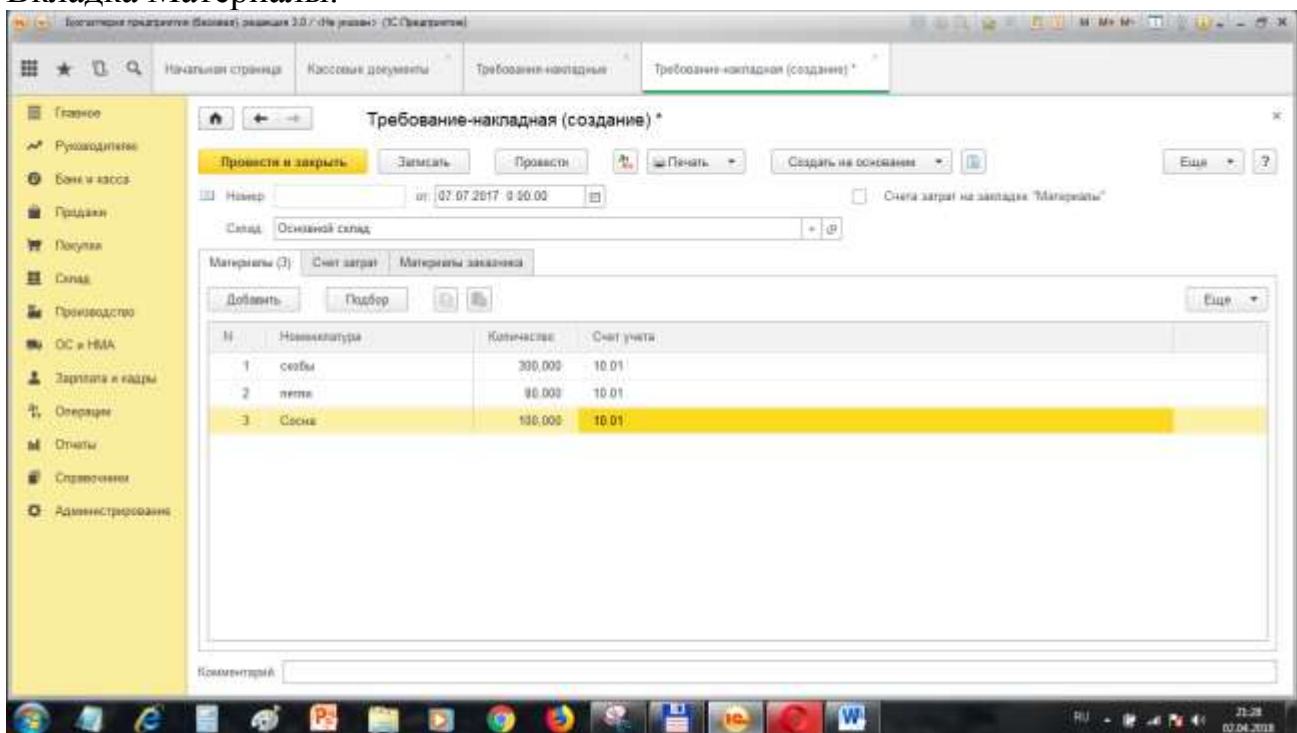 Вкладка Материалы.
Бухгалтерия предприятия (базовая), редакция 3.0 / <Не указан> (1С:Предприятие)
M M+ M-
Начальная страница Кассовые документы Требования-накладные Требование-накладная (создание) *
Главное
Руководителю
Банк и касса
Продажи
Покупки
Склад
Производство
ОС и НМА
Зарплата и кадры
Операции
Отчеты
Справочники
Администрирование
Требование-накладная (создание) *
Провести и закрыть Записать Провести Печать Создать на основании Еще ?
Номер от: 07.07.2017 0:00:00 Счета затрат на закладке "Материалы"
Склад: Основной склад
Материалы (3) Счет затрат Материалы заказчика
Добавить Подбор Еще
N Номенклатура Количество Счет учета
1 скобы 300,000 10.01
2 петли 80,000 10.01
3 Сосна 100,000 10.01
Комментарий:
RU 21:28
02.04.2018